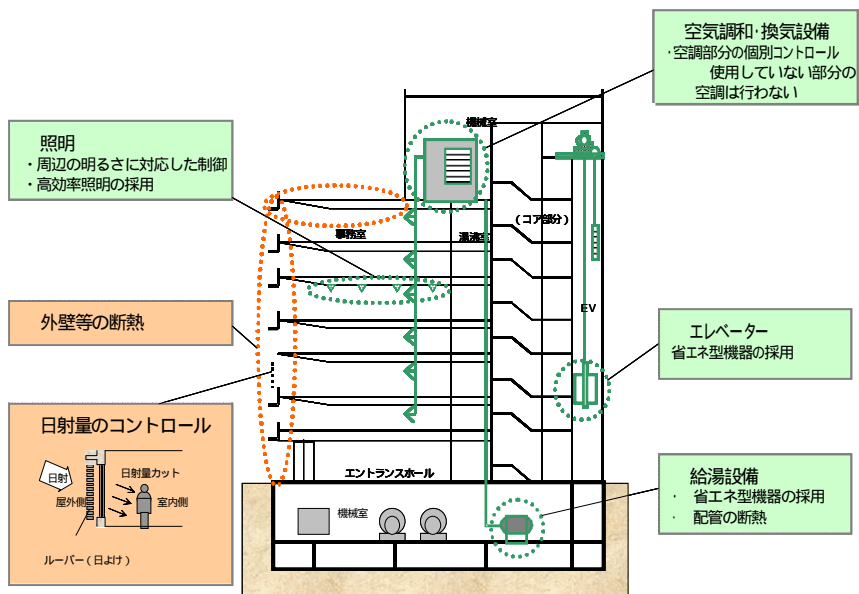 空気調和・換気設備
・空調部分の個別コントロール
使用していない部分の
空調は行わない
照明
・周辺の明るさに対応した制御
・高効率照明の採用
機械室
(コア部分)
事務室
湯沸室
EV
外壁等の断熱
エレベーター
省エネ型機器の採用
日射量のコントロール
日射
日射量カット
屋外側
室内側
ルーバー(日よけ)
エントランスホール
機械室
給湯設備
・ 省エネ型機器の採用
・ 配管の断熱